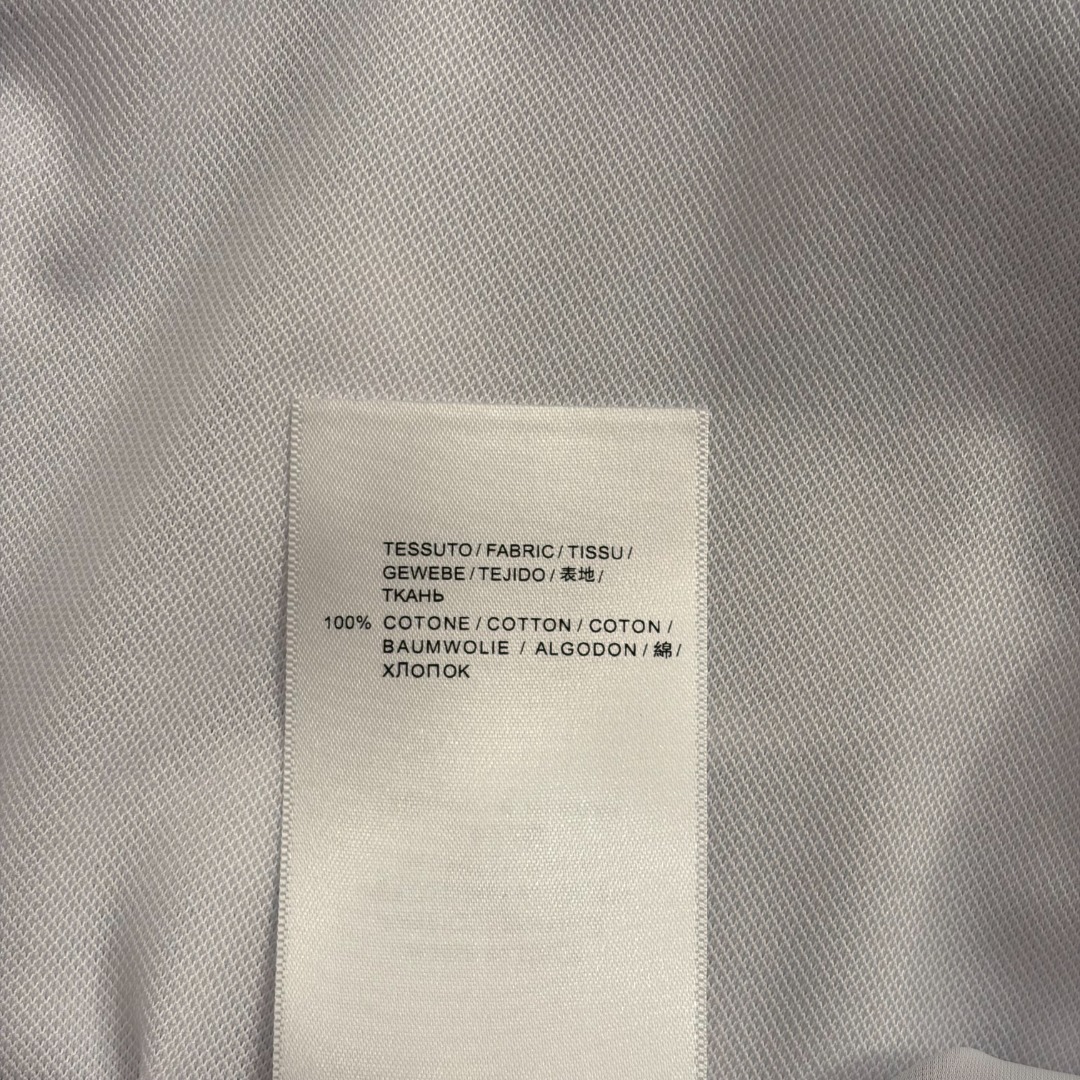 TESSUTO / FABRIC / TISSU /
GEWEBE / TEJIDO / 表地 /
ТКАНЬ
100% COTONE / COTTON / COTON /
BAUMWOLIE / ALGODON / 綿 /
ХЛОПОК